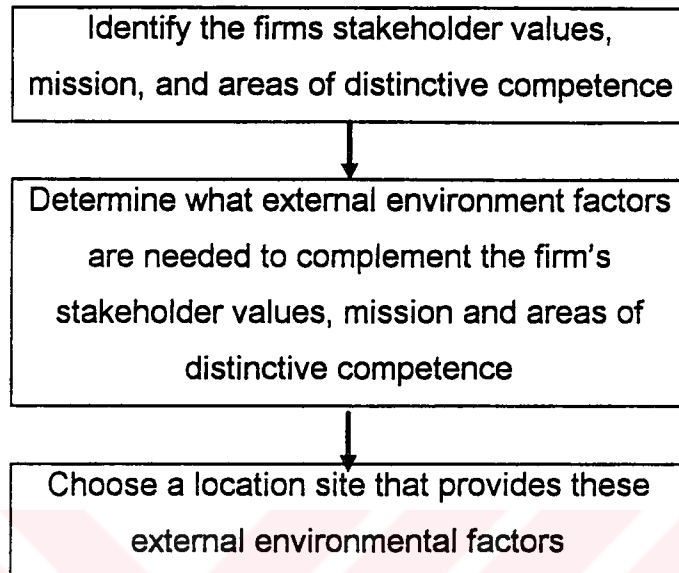 Identify the firms stakeholder values,
mission, and areas of distinctive competence
Determine what external environment factors
are needed to complement the firm's
stakeholder values, mission and areas of
distinctive competence
Choose a location site that provides these
external environmental factors